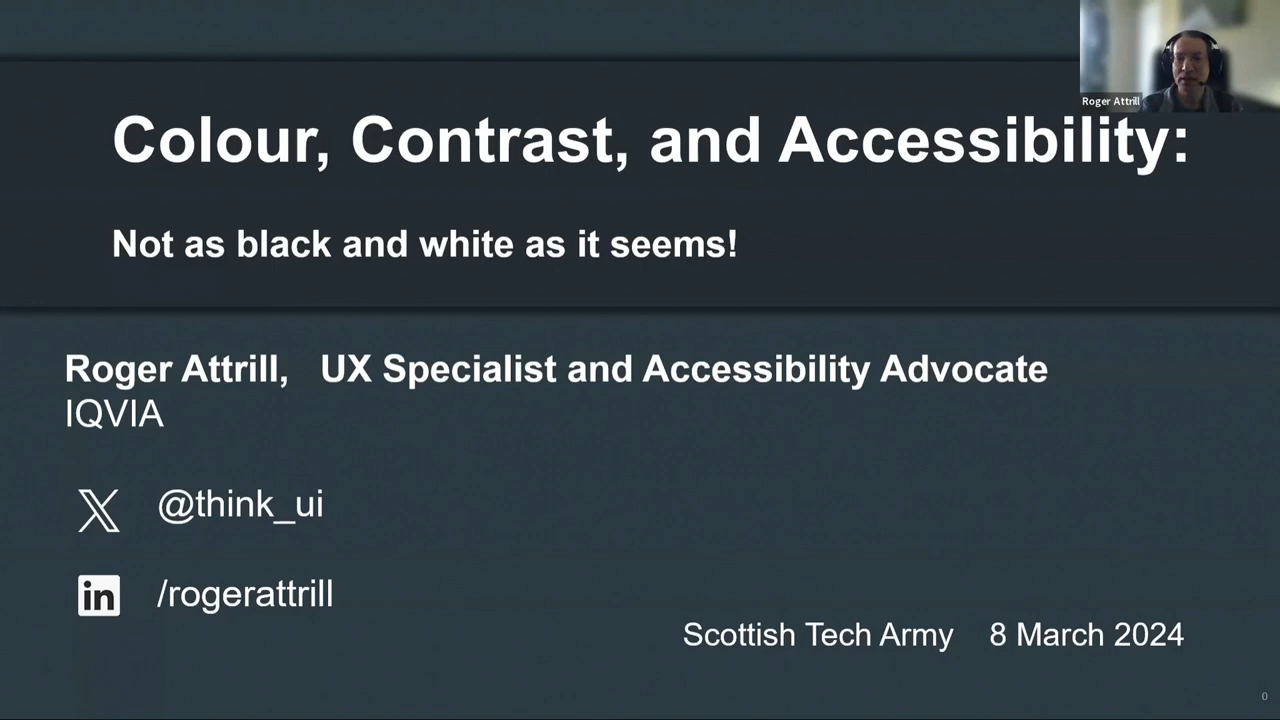 Roger Attrill
Colour, Contrast, and Accessibility:
Not as black and white as it seems!
Roger Attrill, UX Specialist and Accessibility Advocate
IQVIA
X @think_ui
in /rogerattrill
Scottish Tech Army 8 March 2024
0